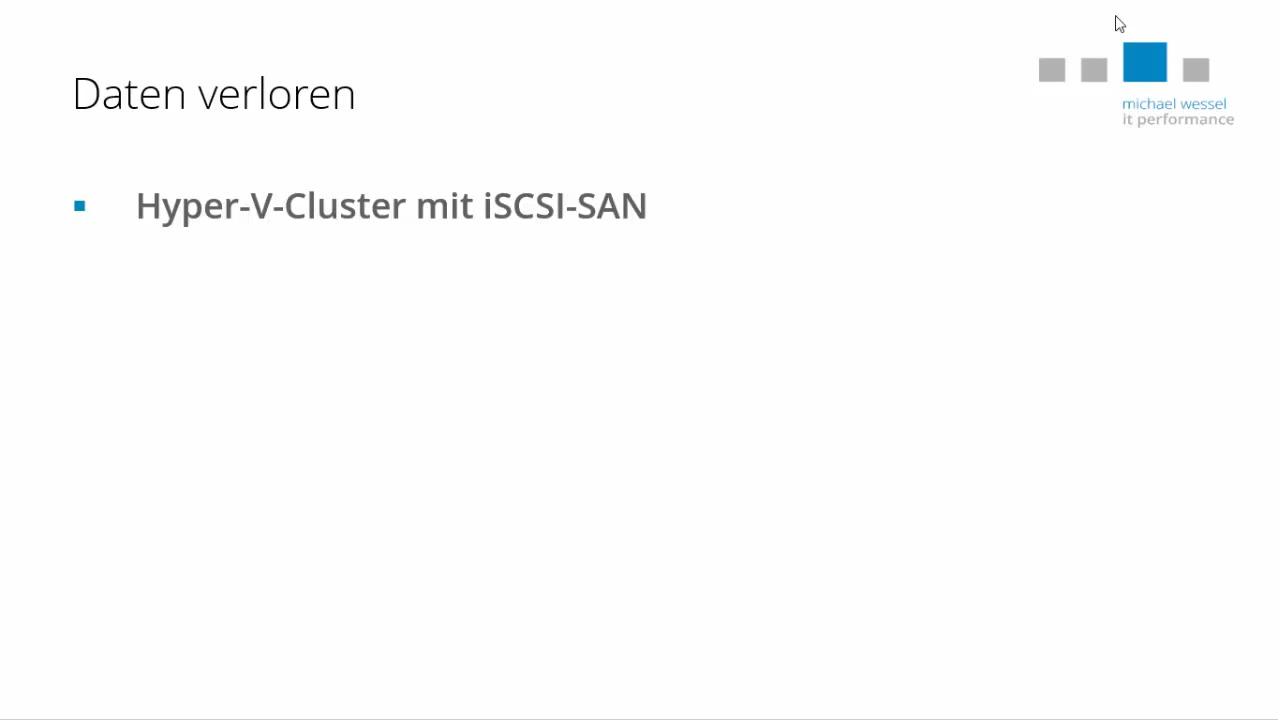 Daten verloren
michael wessel
it performance
Hyper-V-Cluster mit iSCSI-SAN